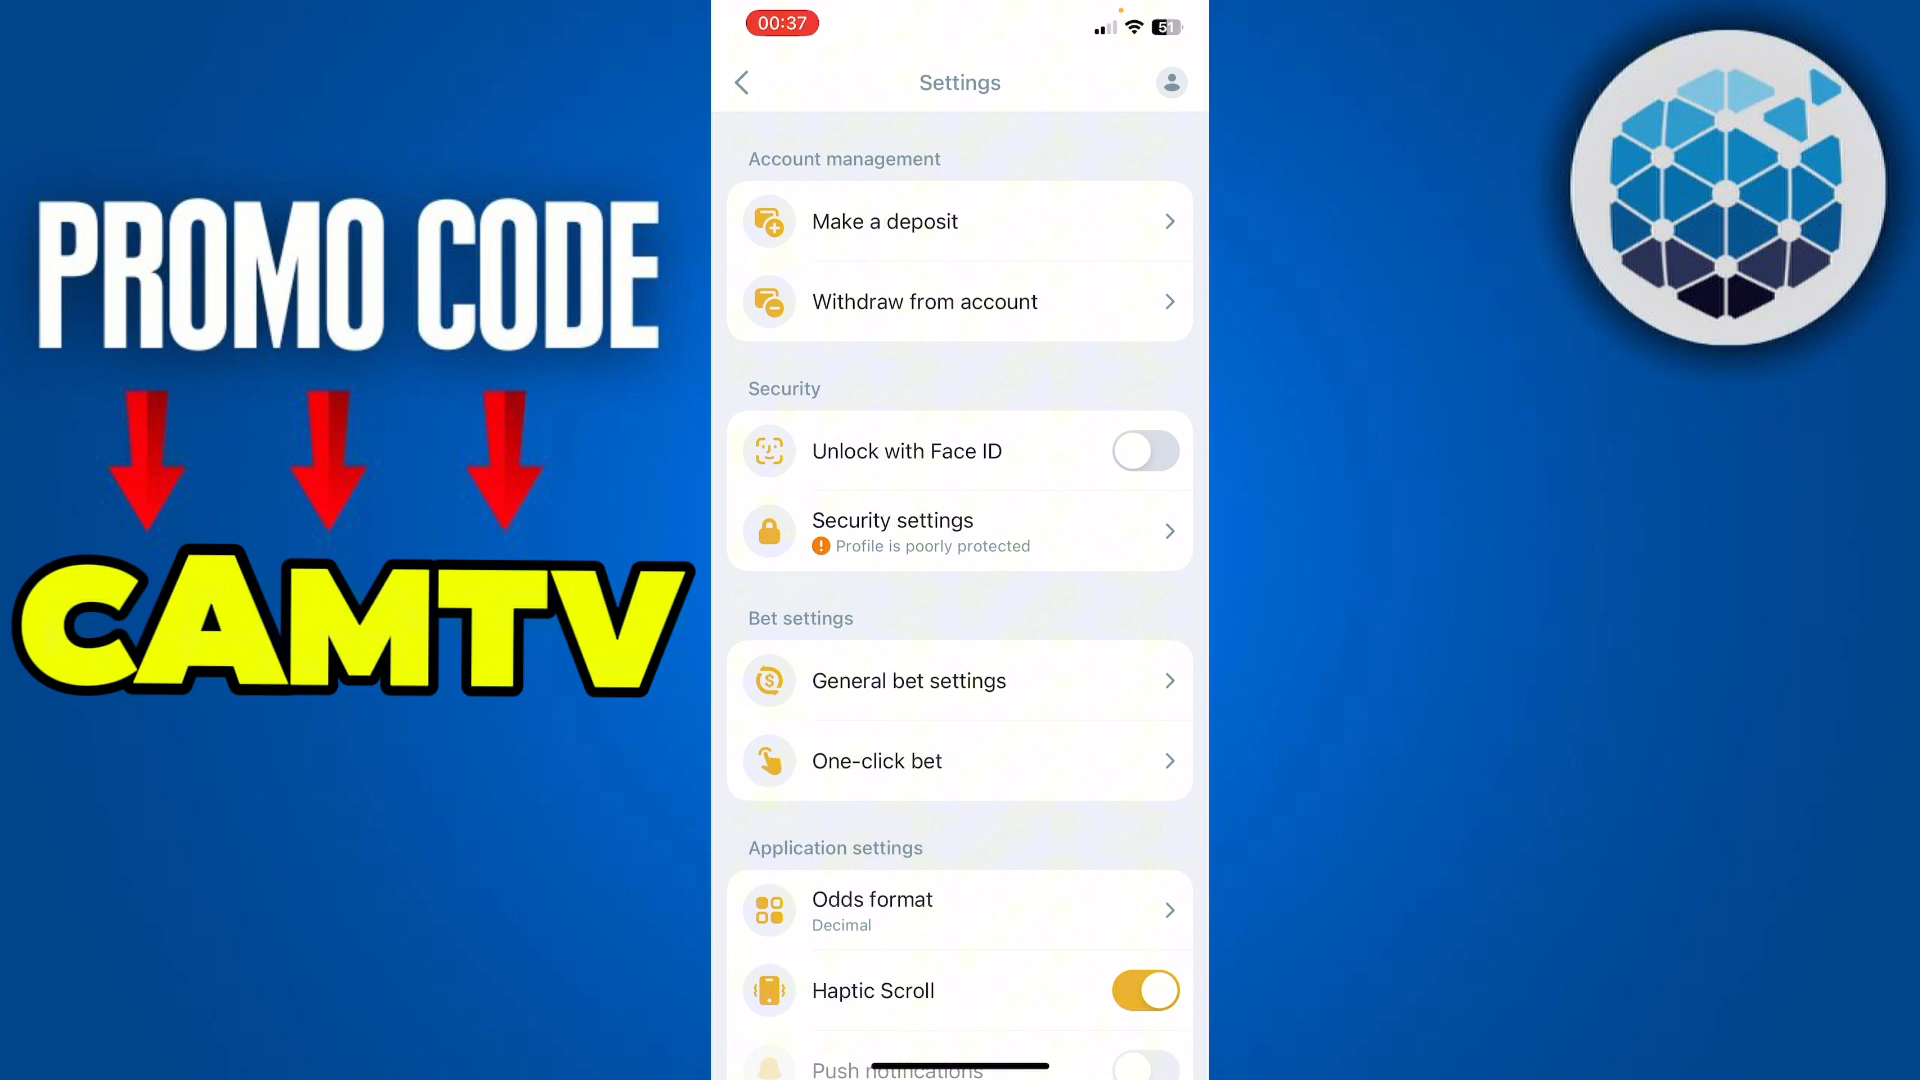 PROMO CODE
CAMTV
00:37
51
Settings
Account management
Make a deposit
Withdraw from account
Security
Unlock with Face ID
Security settings
Profile is poorly protected
Bet settings
General bet settings
One-click bet
Application settings
Odds format
Decimal
Haptic Scroll
Push notifications